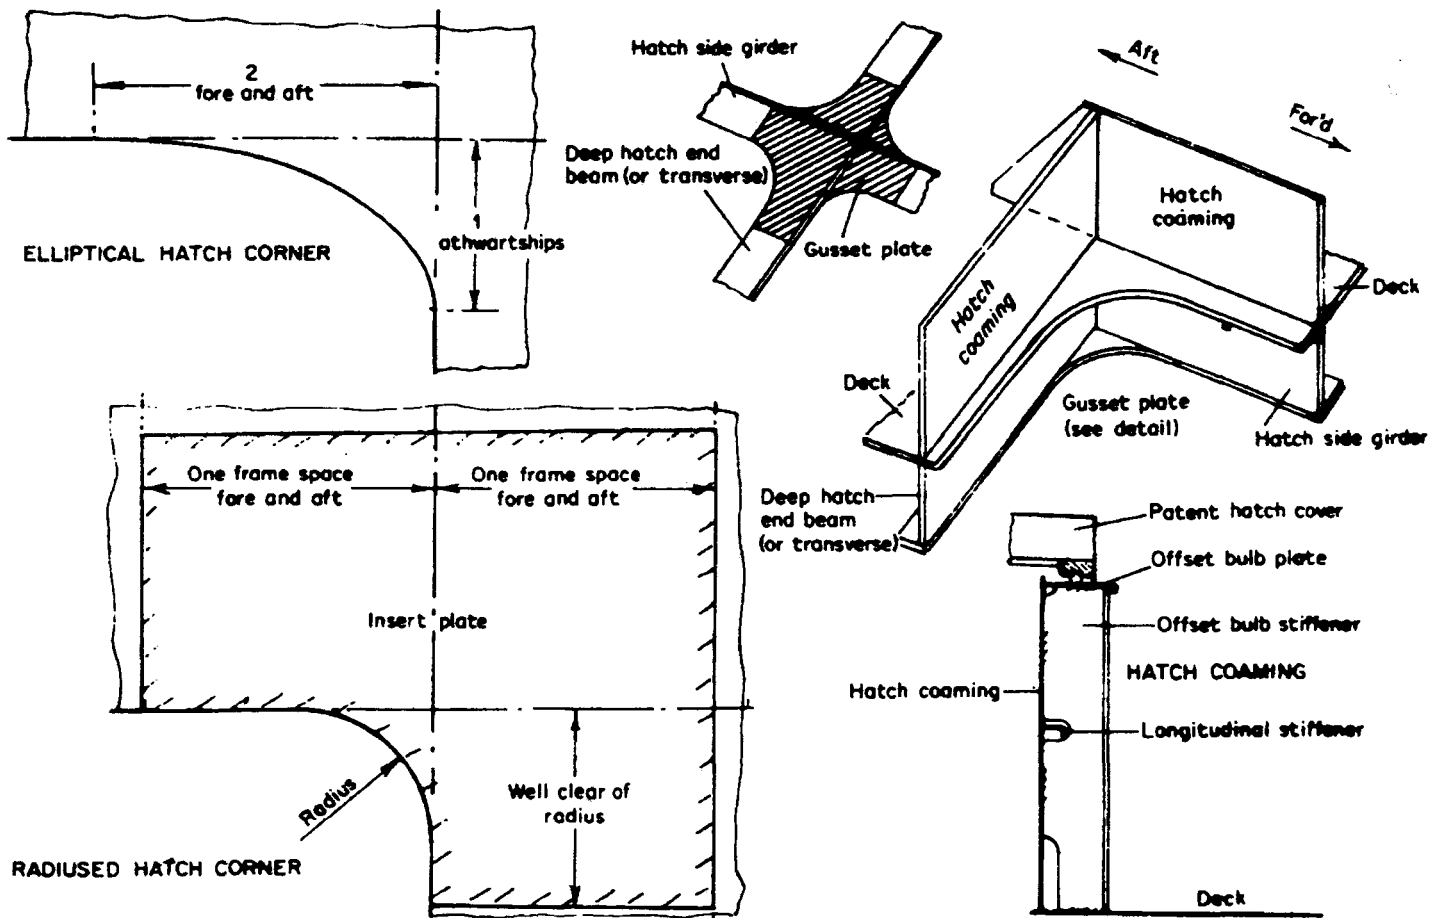 2
fore and aft
1
athwartships
ELLIPTICAL HATCH CORNER
Hatch side girder
Deep hatch end
beam (or transverse)
Gusset plate
Aft
For'd
Hatch
coaming
Hatch
coaming
Deck
Deck
Gusset plate
(see detail)
Hatch side girder
Deep hatch
end beam
(or transverse)
One frame space
fore and aft
One frame space
fore and aft
Insert plate
Radius
Well clear of
radius
RADIUSED HATCH CORNER
Patent hatch cover
Offset bulb plate
Offset bulb stiffener
HATCH COAMING
Hatch coaming
Longitudinal stiffener
Deck